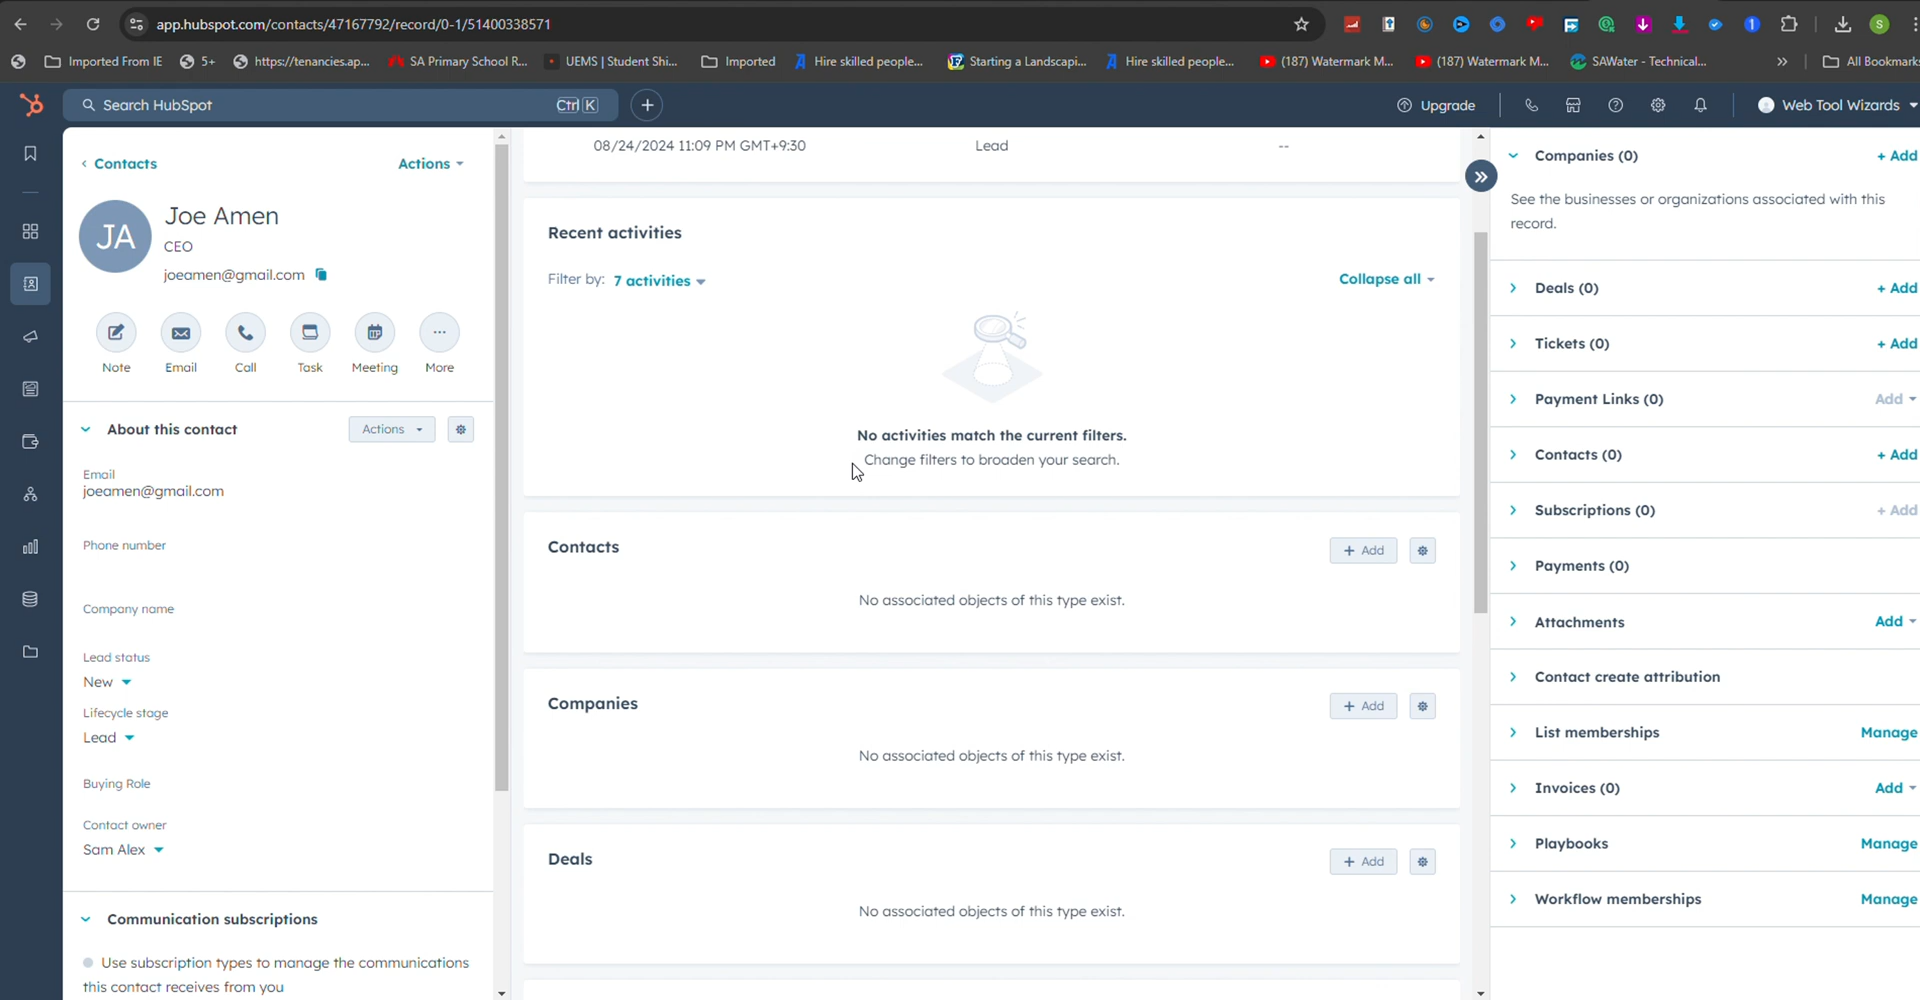 app.hubspot.com/contacts/47167792/record/0-1/51400338571
Imported From IE
5+
https://tenancies.ap...
SA Primary School R...
UEMS | Student Shi...
Imported
Hire skilled people...
Starting a Landscapi...
Hire skilled people...
(187) Watermark M...
(187) Watermark M...
SAWater - Technical...
»
All Bookmarks
Search HubSpot
Ctrl K
+
Upgrade
Web Tool Wizards
Contacts
Actions
JA
Joe Amen
CEO
joeamen@gmail.com
Note
Email
Call
Task
Meeting
More
About this contact
Actions
Email
joeamen@gmail.com
Phone number
Company name
Lead status
New
Lifecycle stage
Lead
Buying Role
Contact owner
Sam Alex
Communication subscriptions
Use subscription types to manage the communications
this contact receives from you
08/24/2024 11:09 PM GMT+9:30
Lead
--
Recent activities
Filter by: 7 activities
Collapse all
No activities match the current filters.
Change filters to broaden your search.
Contacts
+ Add
No associated objects of this type exist.
Companies
+ Add
No associated objects of this type exist.
Deals
+ Add
No associated objects of this type exist.
Companies (0)
+ Add
See the businesses or organizations associated with this
record.
Deals (0)
+ Add
Tickets (0)
+ Add
Payment Links (0)
Add
Contacts (0)
+ Add
Subscriptions (0)
+ Add
Payments (0)
Attachments
Add
Contact create attribution
List memberships
Manage
Invoices (0)
Add
Playbooks
Manage
Workflow memberships
Manage